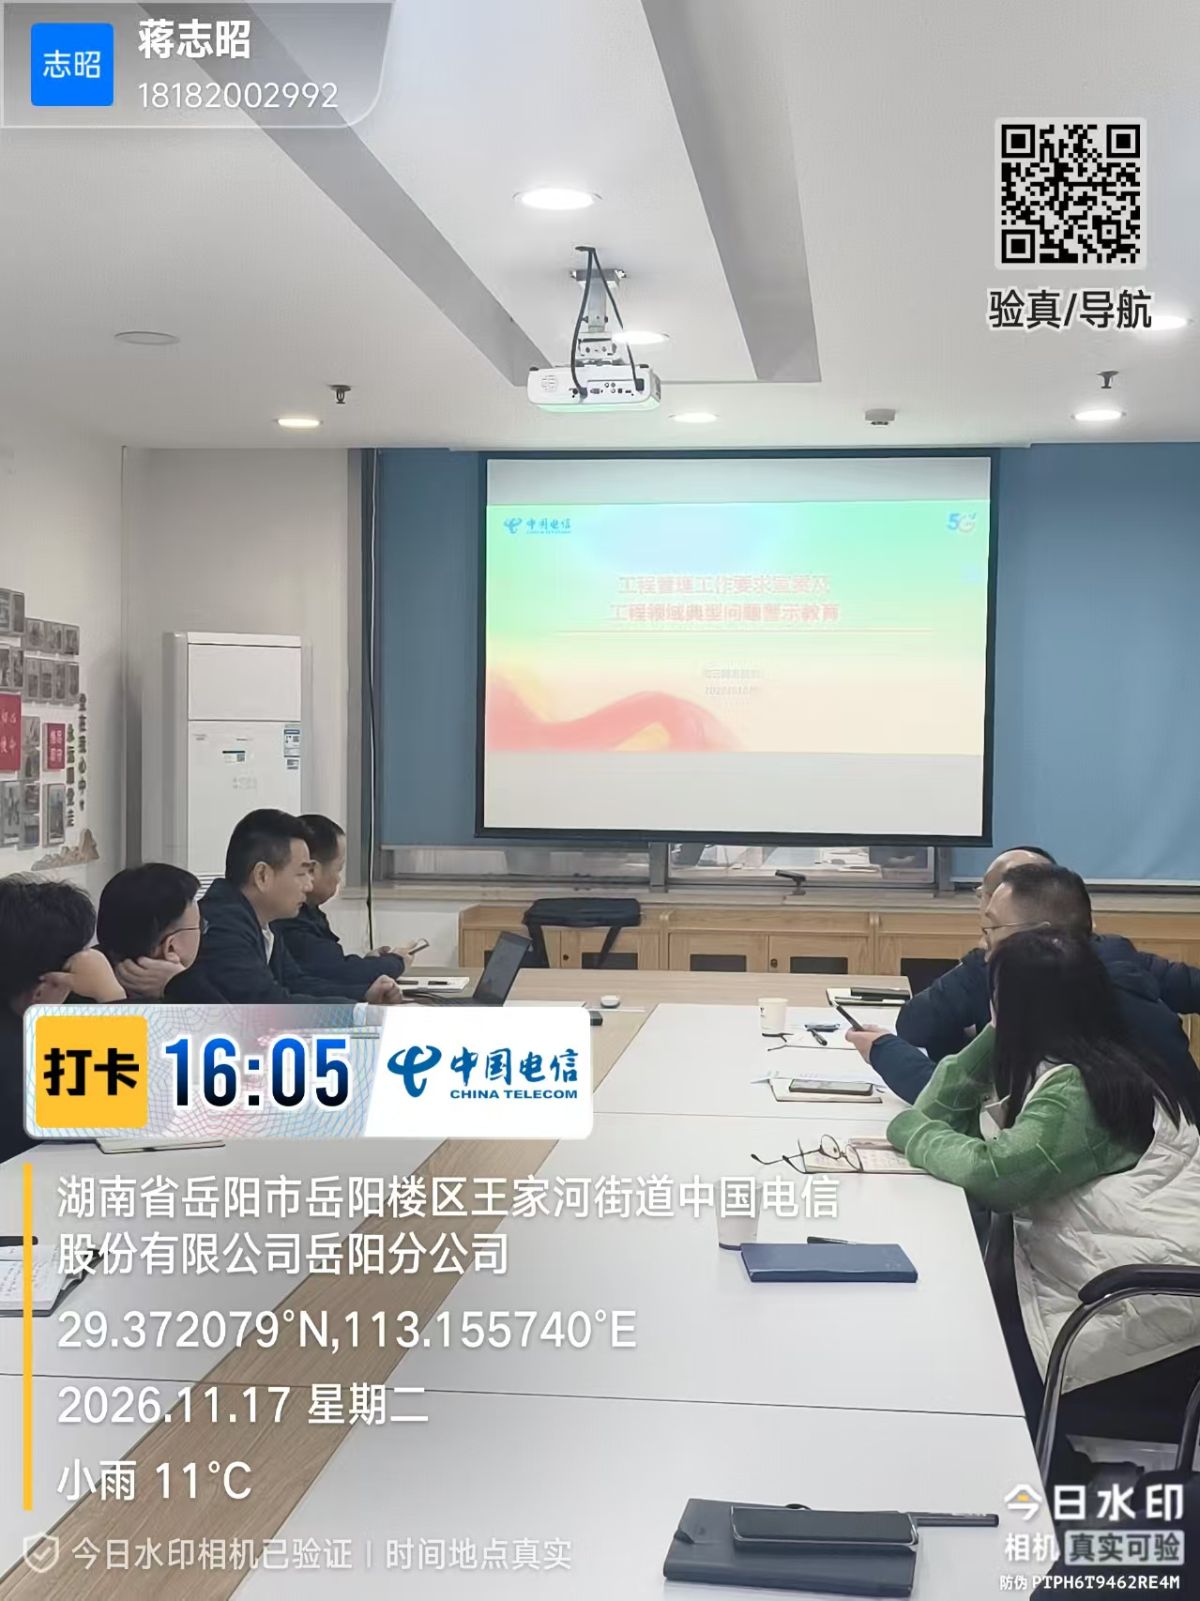 志昭
蒋志昭
18182002992
验真/导航
中国电信
5G
工程管理工作要求宣贯及
工程领域典型问题警示教育
打卡
16:05
中国电信
CHINA TELECOM
湖南省岳阳市岳阳楼区王家河街道中国电信
股份有限公司岳阳分公司
29.372079°N,113.155740°E
2026.11.17 星期二
小雨 11°C
今日水印相机已验证 | 时间地点真实
今日水印
相机 真实可验
防伪 PTPH6T9462RE4M